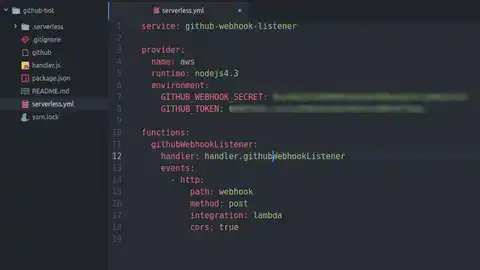 github-bot
.serverless
.gitignore
github
handler.js
package.json
README.md
serverless.yml
yarn.lock
serverless.yml
1 service: github-webhook-listener
2
3 provider:
4 name: aws
5 runtime: nodejs4.3
6 environment:
7 GITHUB_WEBHOOK_SECRET:
8 GITHUB_TOKEN:
9
10 functions:
11 githubWebhookListener:
12 handler: handler.githubWebhookListener
13 events:
14 - http:
15 path: webhook
16 method: post
17 integration: lambda
18 cors: true
19